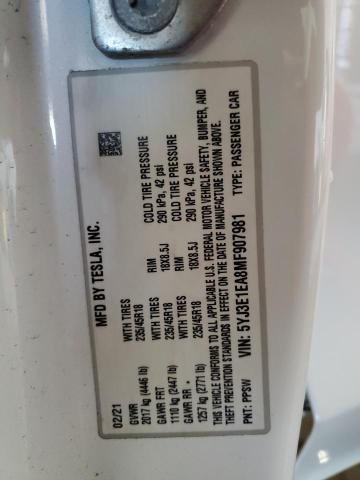 MFD BY TESLA, INC.
02/21
GVWR
2017 kg (4446 lb)
GAWR FRT WITH TIRES RIM COLD TIRE PRESSURE
1110 kg (2447 lb) 235/45R18 18X8.5J 290 kPa, 42 psi
GAWR RR * WITH TIRES RIM COLD TIRE PRESSURE
1257 kg (2771 lb) 235/45R18 18X8.5J 290 kPa, 42 psi
THIS VEHICLE CONFORMS TO ALL APPLICABLE U.S. FEDERAL MOTOR VEHICLE SAFETY, BUMPER, AND
THEFT PREVENTION STANDARDS IN EFFECT ON THE DATE OF MANUFACTURE SHOWN ABOVE.
VIN: 5YJ3E1EA8MF907981 TYPE: PASSENGER CAR
PNT: PPSW